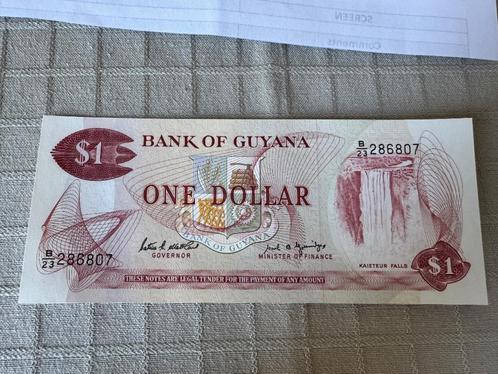 SCREEN
Comments
$1
BANK OF GUYANA
B/23 286807
ONE DOLLAR
BANK OF GUYANA
B/23 286807
GOVERNOR
MINISTER OF FINANCE
KAIETEUR FALLS
$1
THESE NOTES ARE LEGAL TENDER FOR THE PAYMENT OF ANY AMOUNT